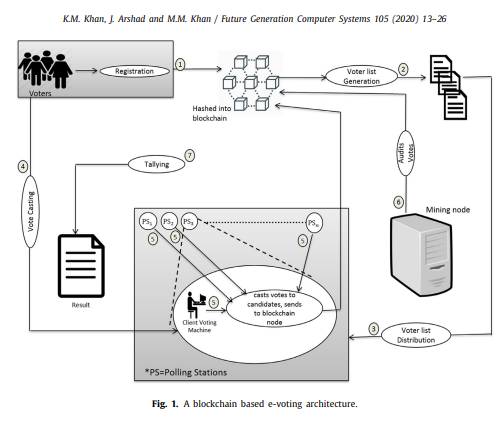 K.M. Khan, J. Arshad and M.M. Khan / Future Generation Computer Systems 105 (2020) 13–26
Registration
Voters
1
Hashed into
blockchain
Voter list
Generation
2
Audits
Votes
6
Mining node
4
Vote Casting
Tallying
7
Result
PS1
PS2
PS3
PSn
5
5
5
5
casts votes to
candidates, sends
to blockchain
node
Client Voting
Machine
*PS=Polling Stations
3
Voter list
Distribution
Fig. 1. A blockchain based e-voting architecture.